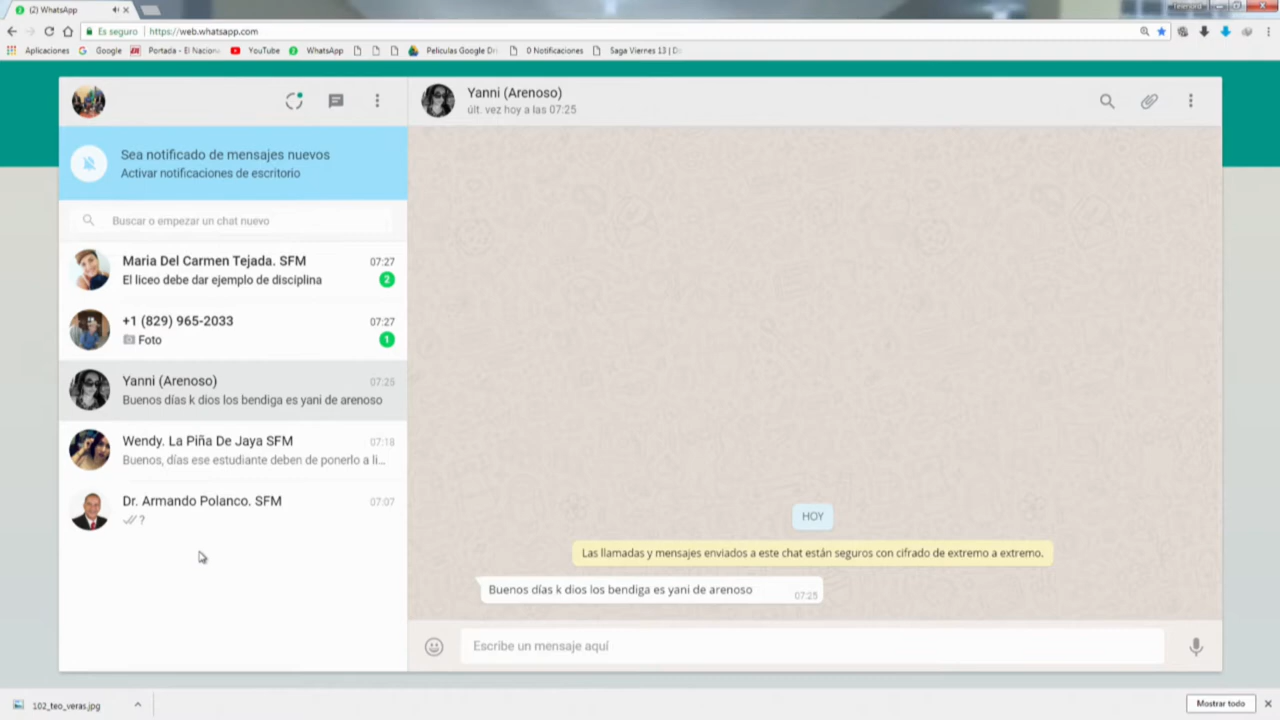 (2) WhatsApp
Es seguro
https://web.whatsapp.com
Aplicaciones
Google
Portada - El Naciona
YouTube
WhatsApp
Peliculas Google Dri
0 Notificaciones
Saga Viernes 13 |
Sea notificado de mensajes nuevos
Activar notificaciones de escritorio
Buscar o empezar un chat nuevo
Maria Del Carmen Tejada. SFM
07:27
El liceo debe dar ejemplo de disciplina
2
+1 (829) 965-2033
07:27
Foto
1
Yanni (Arenoso)
07:25
Buenos días k dios los bendiga es yani de arenoso
Wendy. La Piña De Jaya SFM
07:18
Buenos, días ese estudiante deben de ponerlo a li...
Dr. Armando Polanco. SFM
07:07
?
Yanni (Arenoso)
últ. vez hoy a las 07:25
HOY
Las llamadas y mensajes enviados a este chat están seguros con cifrado de extremo a extremo.
Buenos días k dios los bendiga es yani de arenoso
07:25
Escribe un mensaje aquí
102_teo_veras.jpg
Mostrar todo